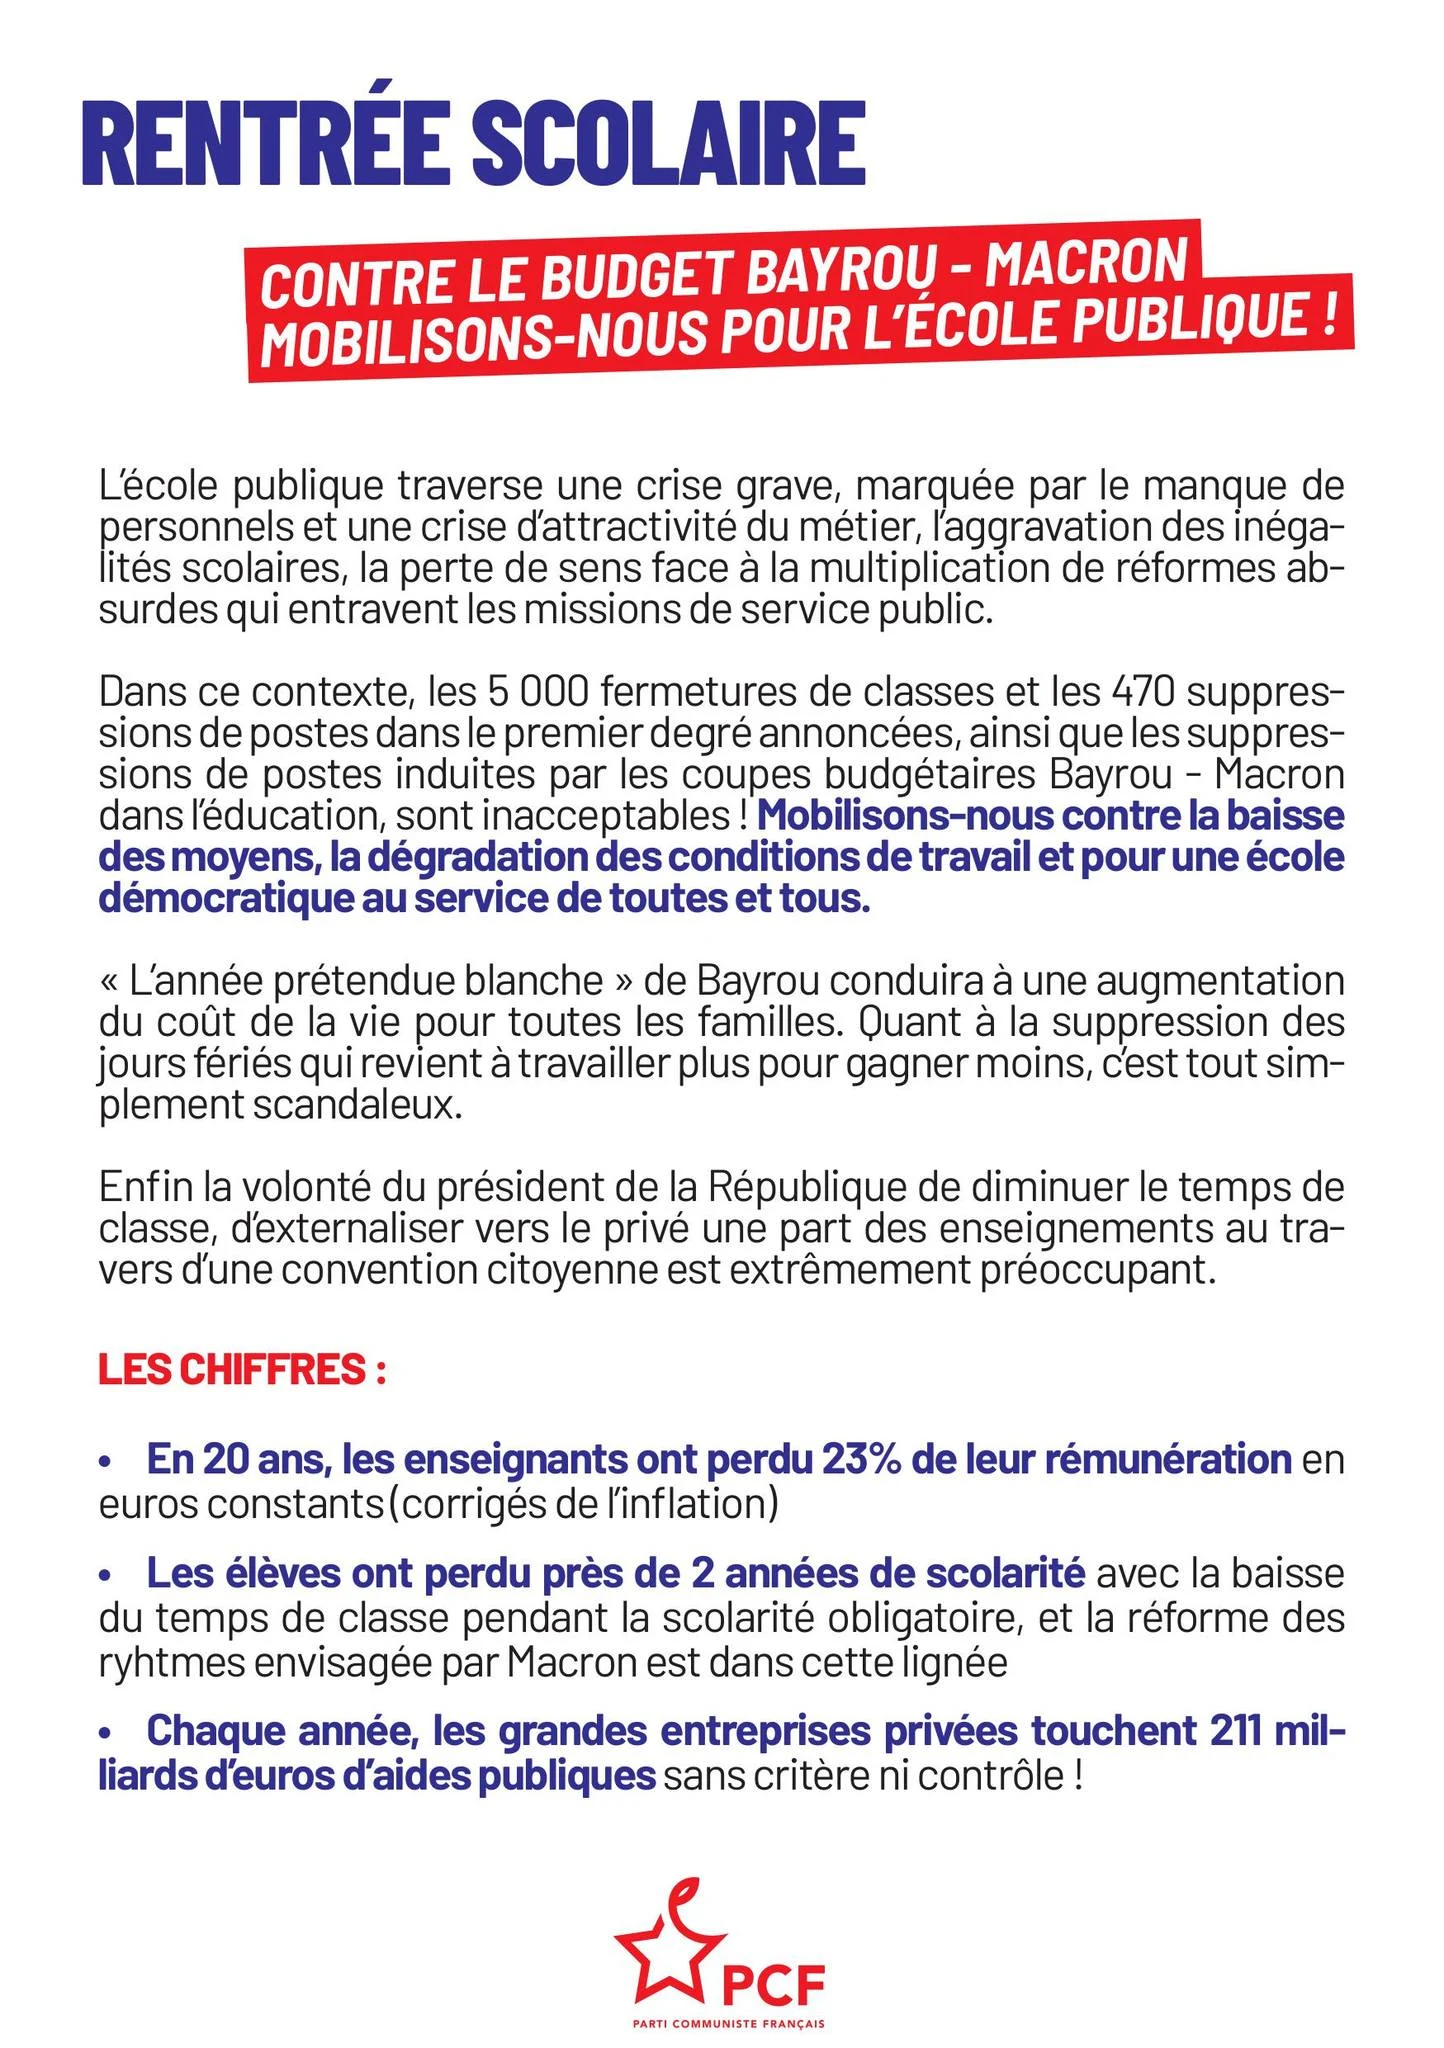 RENTRÉE SCOLAIRE
CONTRE LE BUDGET BAYROU - MACRON
MOBILISONS-NOUS POUR L'ÉCOLE PUBLIQUE !
L'école publique traverse une crise grave, marquée par le manque de
personnels et une crise d'attractivité du métier, l'aggravation des inéga-
lités scolaires, la perte de sens face à la multiplication de réformes ab-
surdes qui entravent les missions de service public.
Dans ce contexte, les 5 000 fermetures de classes et les 470 suppres-
sions de postes dans le premier degré annoncées, ainsi que les suppres-
sions de postes induites par les coupes budgétaires Bayrou - Macron
dans l'éducation, sont inacceptables ! Mobilisons-nous contre la baisse
des moyens, la dégradation des conditions de travail et pour une école
démocratique au service de toutes et tous.
« L'année prétendue blanche » de Bayrou conduira à une augmentation
du coût de la vie pour toutes les familles. Quant à la suppression des
jours fériés qui revient à travailler plus pour gagner moins, c'est tout sim-
plement scandaleux.
Enfin la volonté du président de la République de diminuer le temps de
classe, d'externaliser vers le privé une part des enseignements au tra-
vers d'une convention citoyenne est extrêmement préoccupant.
LES CHIFFRES :
• En 20 ans, les enseignants ont perdu 23% de leur rémunération en
euros constants (corrigés de l'inflation)
• Les élèves ont perdu près de 2 années de scolarité avec la baisse
du temps de classe pendant la scolarité obligatoire, et la réforme des
ryhtmes envisagée par Macron est dans cette lignée
• Chaque année, les grandes entreprises privées touchent 211 mil-
liards d'euros d'aides publiques sans critère ni contrôle !
PCF
PARTI COMMUNISTE FRANÇAIS